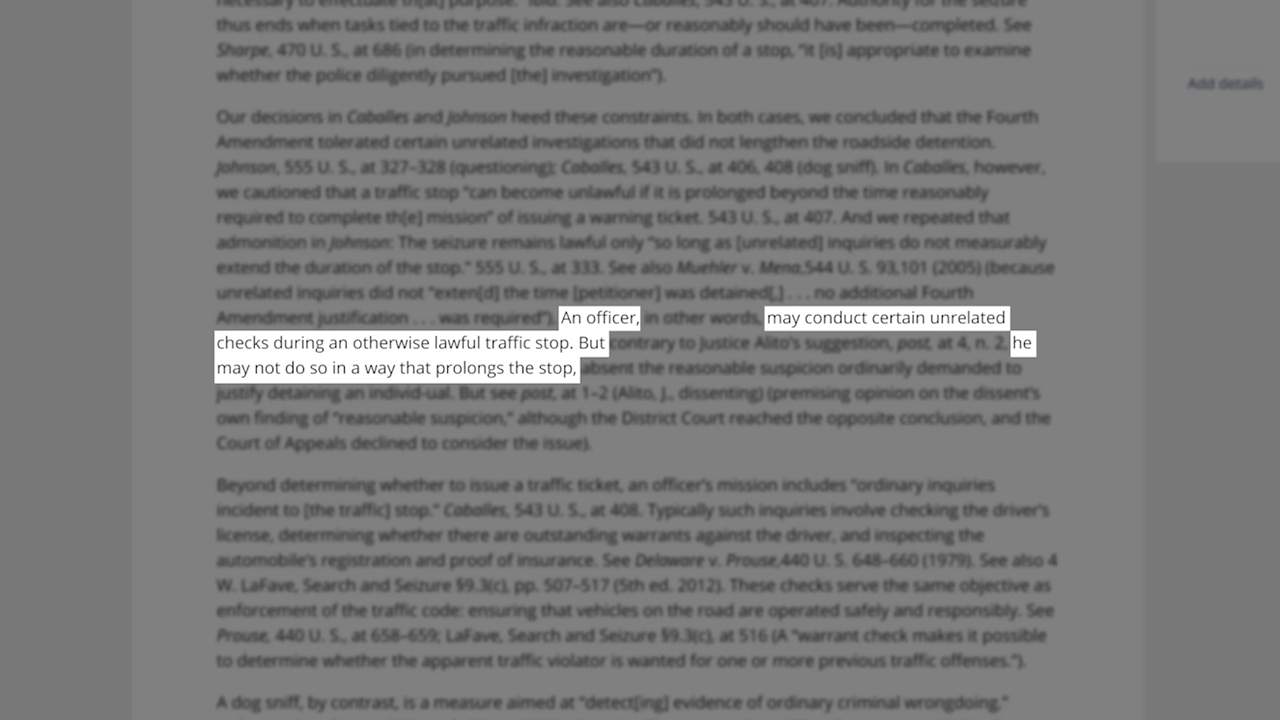 necessary to effectuate th[at] purpose." Ibid. See also Caballes, 543 U. S., at 407. Authority for the seizure
thus ends when tasks tied to the traffic infraction are—or reasonably should have been—completed. See
Sharpe, 470 U. S., at 686 (in determining the reasonable duration of a stop, "it [is] appropriate to examine
whether the police diligently pursued [the] investigation").
Add details
Our decisions in Caballes and Johnson heed these constraints. In both cases, we concluded that the Fourth
Amendment tolerated certain unrelated investigations that did not lengthen the roadside detention.
Johnson, 555 U. S., at 327–328 (questioning); Caballes, 543 U. S., at 406, 408 (dog sniff). In Caballes, however,
we cautioned that a traffic stop "can become unlawful if it is prolonged beyond the time reasonably
required to complete th[e] mission" of issuing a warning ticket. 543 U. S., at 407. And we repeated that
admonition in Johnson: The seizure remains lawful only "so long as [unrelated] inquiries do not measurably
extend the duration of the stop." 555 U. S., at 333. See also Muehler v. Mena,544 U. S. 93,101 (2005) (because
unrelated inquiries did not "exten[d] the time [petitioner] was detained[,] . . . no additional Fourth
Amendment justification . . . was required"). An officer, in other words, may conduct certain unrelated
checks during an otherwise lawful traffic stop. But contrary to Justice Alito's suggestion, post, at 4, n. 2, he
may not do so in a way that prolongs the stop, absent the reasonable suspicion ordinarily demanded to
justify detaining an individ-ual. But see post, at 1–2 (Alito, J., dissenting) (premising opinion on the dissent's
own finding of "reasonable suspicion," although the District Court reached the opposite conclusion, and the
Court of Appeals declined to consider the issue).
Beyond determining whether to issue a traffic ticket, an officer's mission includes "ordinary inquiries
incident to [the traffic] stop." Caballes, 543 U. S., at 408. Typically such inquiries involve checking the driver's
license, determining whether there are outstanding warrants against the driver, and inspecting the
automobile's registration and proof of insurance. See Delaware v. Prouse,440 U. S. 648–660 (1979). See also 4
W. LaFave, Search and Seizure §9.3(c), pp. 507–517 (5th ed. 2012). These checks serve the same objective as
enforcement of the traffic code: ensuring that vehicles on the road are operated safely and responsibly. See
Prouse, 440 U. S., at 658–659; LaFave, Search and Seizure §9.3(c), at 516 (A "warrant check makes it possible
to determine whether the apparent traffic violator is wanted for one or more previous traffic offenses.").
A dog sniff, by contrast, is a measure aimed at "detect[ing] evidence of ordinary criminal wrongdoing."